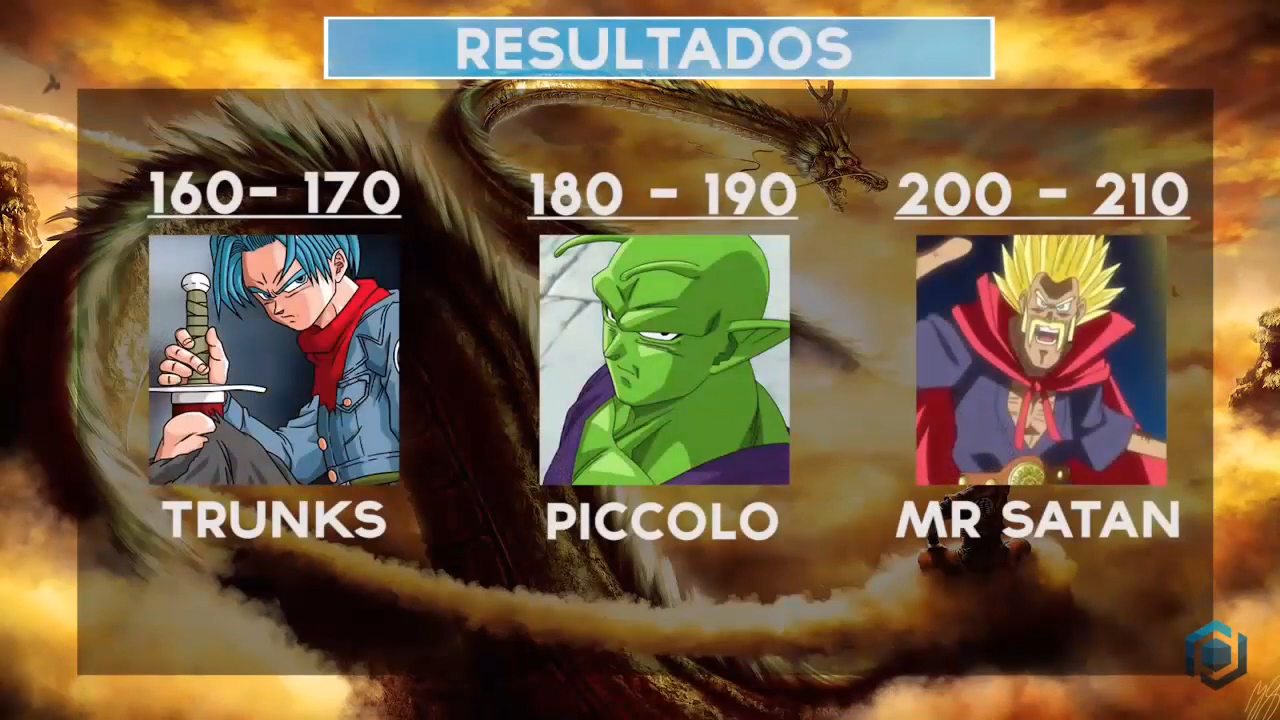 RESULTADOS
160- 170
180 - 190
200 - 210
TRUNKS
PICCOLO
MR SATAN